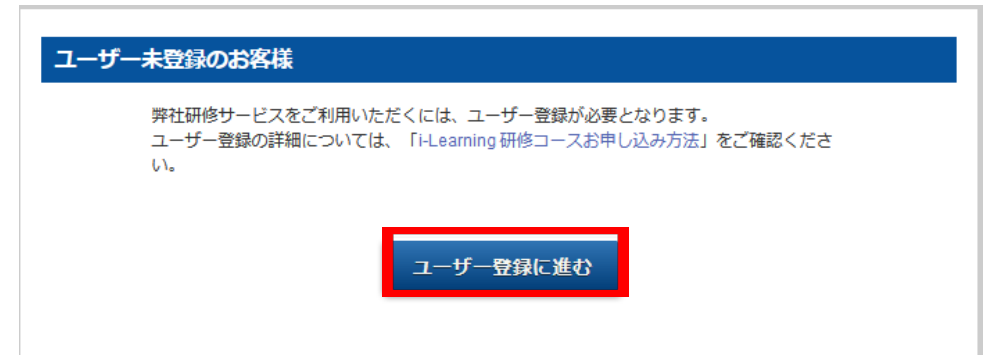 ユーザー未登録のお客様
弊社研修サービスをご利用いただくには、ユーザー登録が必要となります。
ユーザー登録の詳細については、「i-Learning 研修コースお申し込み方法」をご確認くださ
い。
ユーザー登録に進む